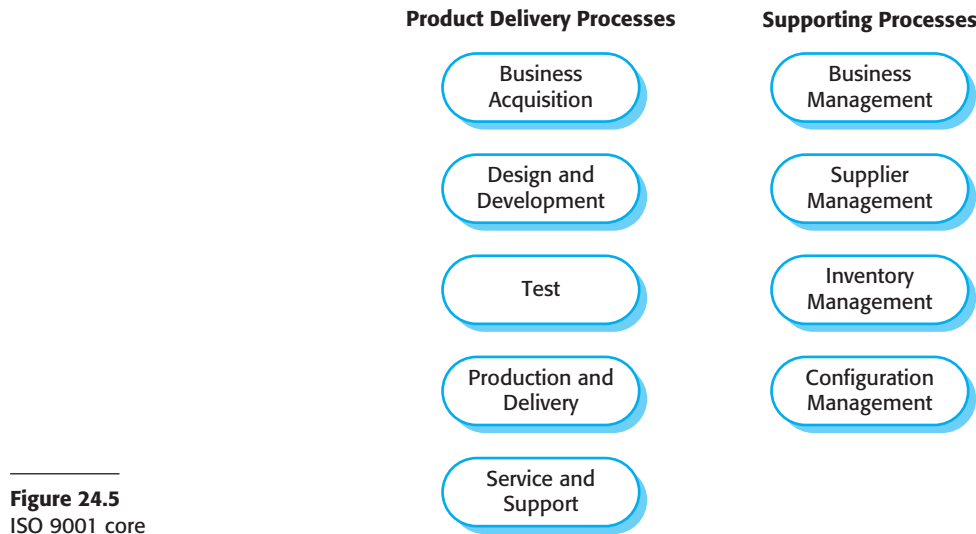 Product Delivery Processes
Supporting Processes
Business
Acquisition
Business
Management
Design and
Development
Supplier
Management
Test
Inventory
Management
Production and
Delivery
Configuration
Management
Service and
Support
Figure 24.5
ISO 9001 core